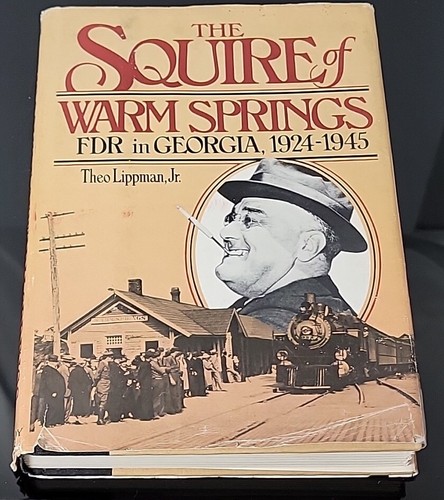 THE
SQUIRE of
WARM SPRINGS
FDR in GEORGIA, 1924-1945
Theo Lippman, Jr.